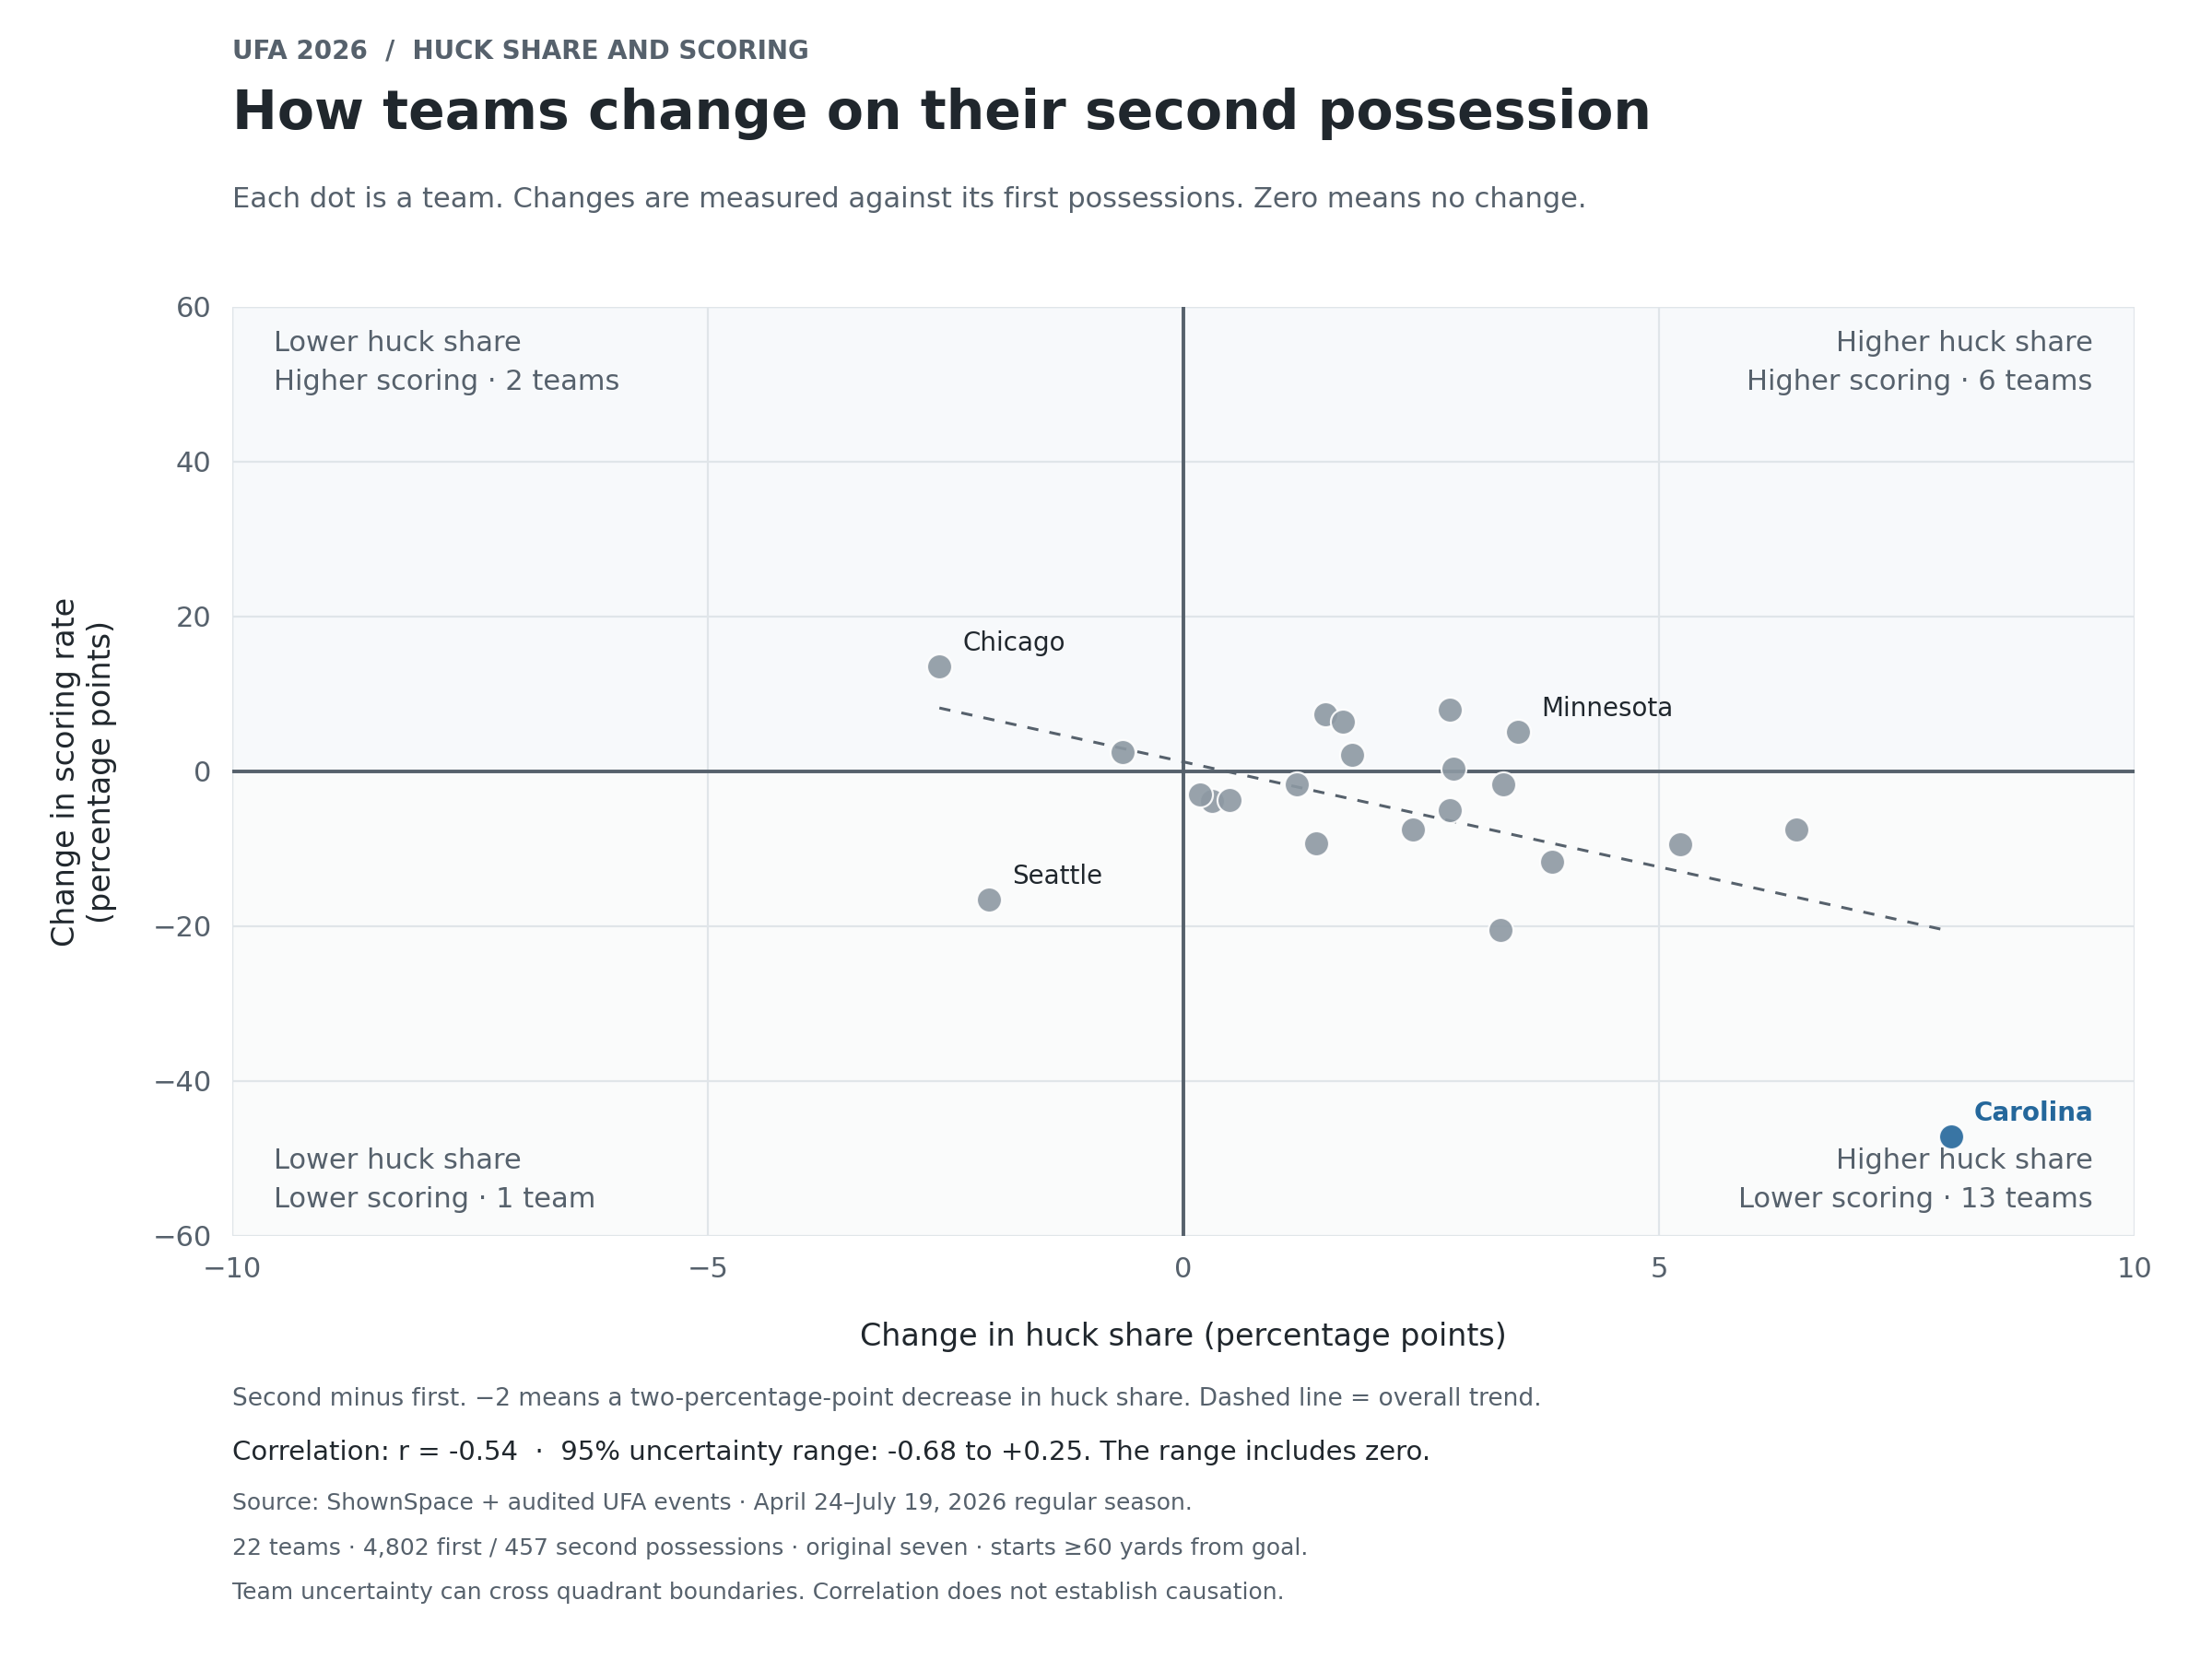 UFA 2026 / HUCK SHARE AND SCORING
How teams change on their second possession
Each dot is a team. Changes are measured against its first possessions. Zero means no change.
Change in scoring rate
(percentage points)
60
40
20
0
−20
−40
−60
Lower huck share
Higher scoring · 2 teams
Higher huck share
Higher scoring · 6 teams
Chicago
Minnesota
Seattle
Carolina
Lower huck share
Lower scoring · 1 team
Higher huck share
Lower scoring · 13 teams
−10
−5
0
5
10
Change in huck share (percentage points)
Second minus first. −2 means a two-percentage-point decrease in huck share. Dashed line = overall trend.
Correlation: r = -0.54 · 95% uncertainty range: -0.68 to +0.25. The range includes zero.
Source: ShownSpace + audited UFA events · April 24–July 19, 2026 regular season.
22 teams · 4,802 first / 457 second possessions · original seven · starts ≥60 yards from goal.
Team uncertainty can cross quadrant boundaries. Correlation does not establish causation.